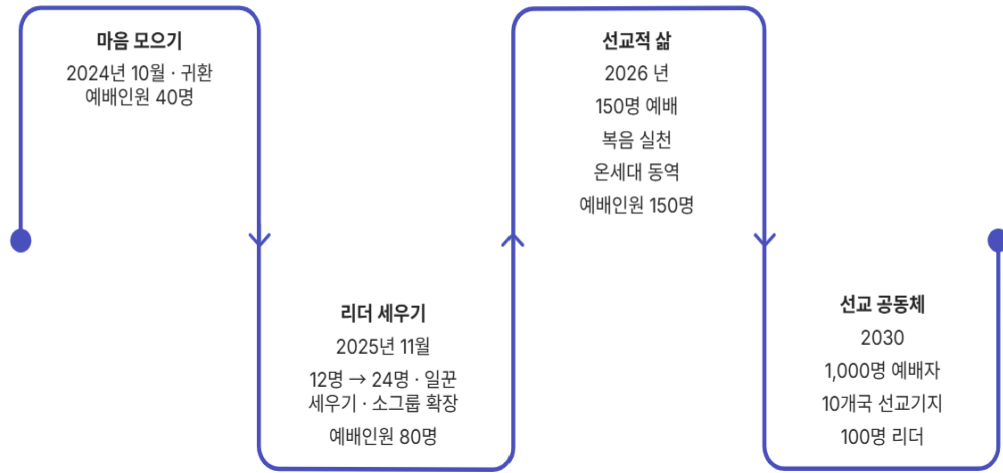 마음 모으기
2024년 10월 · 귀환
예배인원 40명
리더 세우기
2025년 11월
12명 → 24명 · 일꾼
세우기 · 소그룹 확장
예배인원 80명
선교적 삶
2026 년
150명 예배
복음 실천
온세대 동역
예배인원 150명
선교 공동체
2030
1,000명 예배자
10개국 선교기지
100명 리더